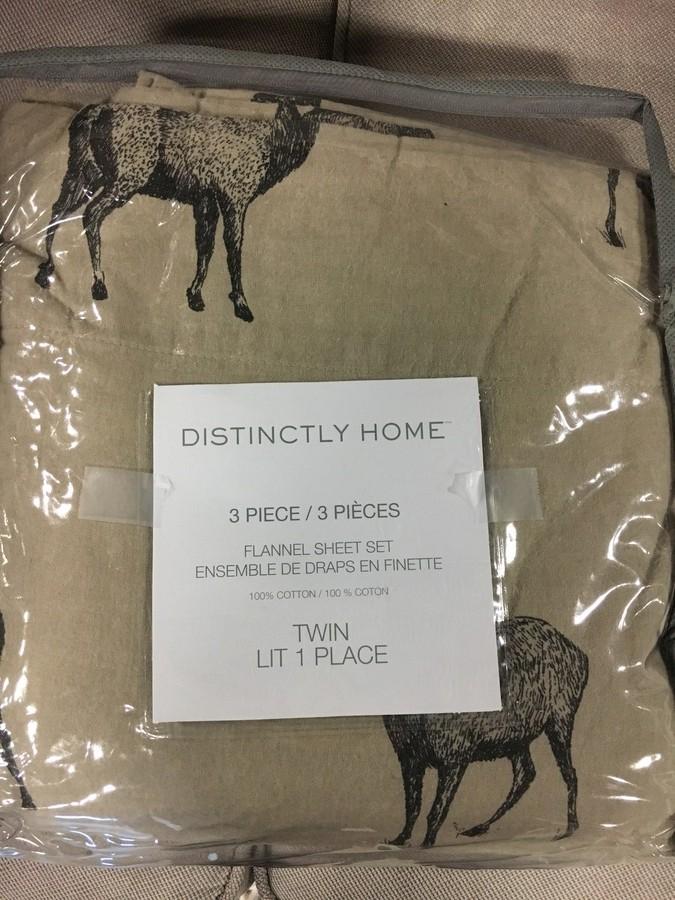 DISTINCTLY HOME™
3 PIECE / 3 PIÈCES
FLANNEL SHEET SET
ENSEMBLE DE DRAPS EN FINETTE
100% COTTON / 100 % COTON
TWIN
LIT 1 PLACE